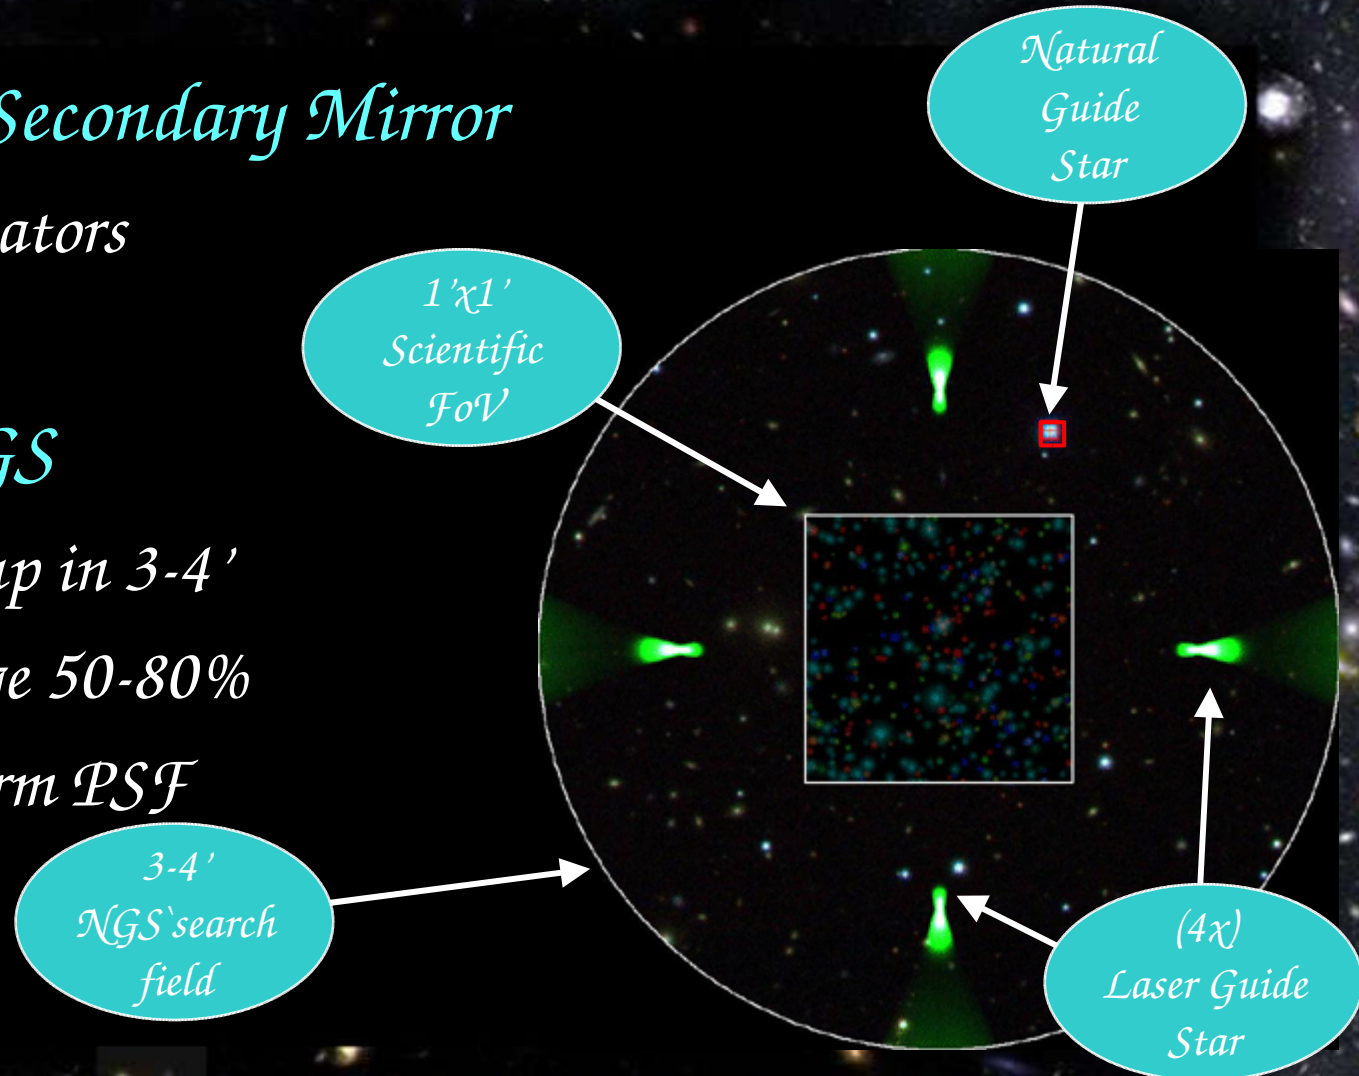 Secondary Mirror
ators
GS
up in 3-4'
ge 50-80%
rm PSF
Natural
Guide
Star
1'x1'
Scientific
FoV
3-4'
NGS`search
field
(4x)
Laser Guide
Star